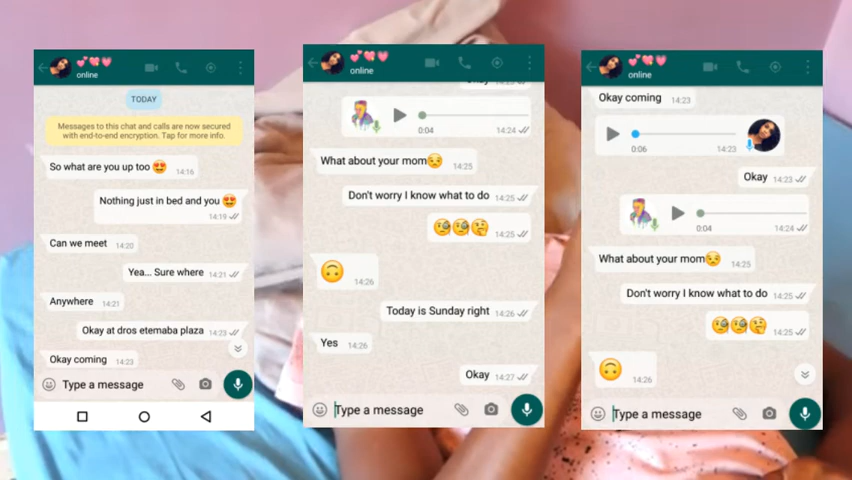 online
TODAY
Messages to this chat and calls are now secured
with end-to-end encryption. Tap for more info.
So what are you up too 😍 14:16
Nothing just in bed and you 😍
14:19
Can we meet 14:20
Yea... Sure where 14:21
Anywhere 14:21
Okay at dros etemaba plaza 14:23
Okay coming 14:23
Type a message
online
0:04 14:24
What about your mom😒 14:25
Don't worry I know what to do 14:25
🧐🧐🤔 14:25
🙃 14:26
Today is Sunday right 14:26
Yes 14:26
Okay 14:27
Type a message
online
Okay coming 14:23
0:06 14:23
Okay 14:23
0:04 14:24
What about your mom😒 14:25
Don't worry I know what to do 14:25
🧐🧐🤔 14:25
🙃 14:26
Type a message